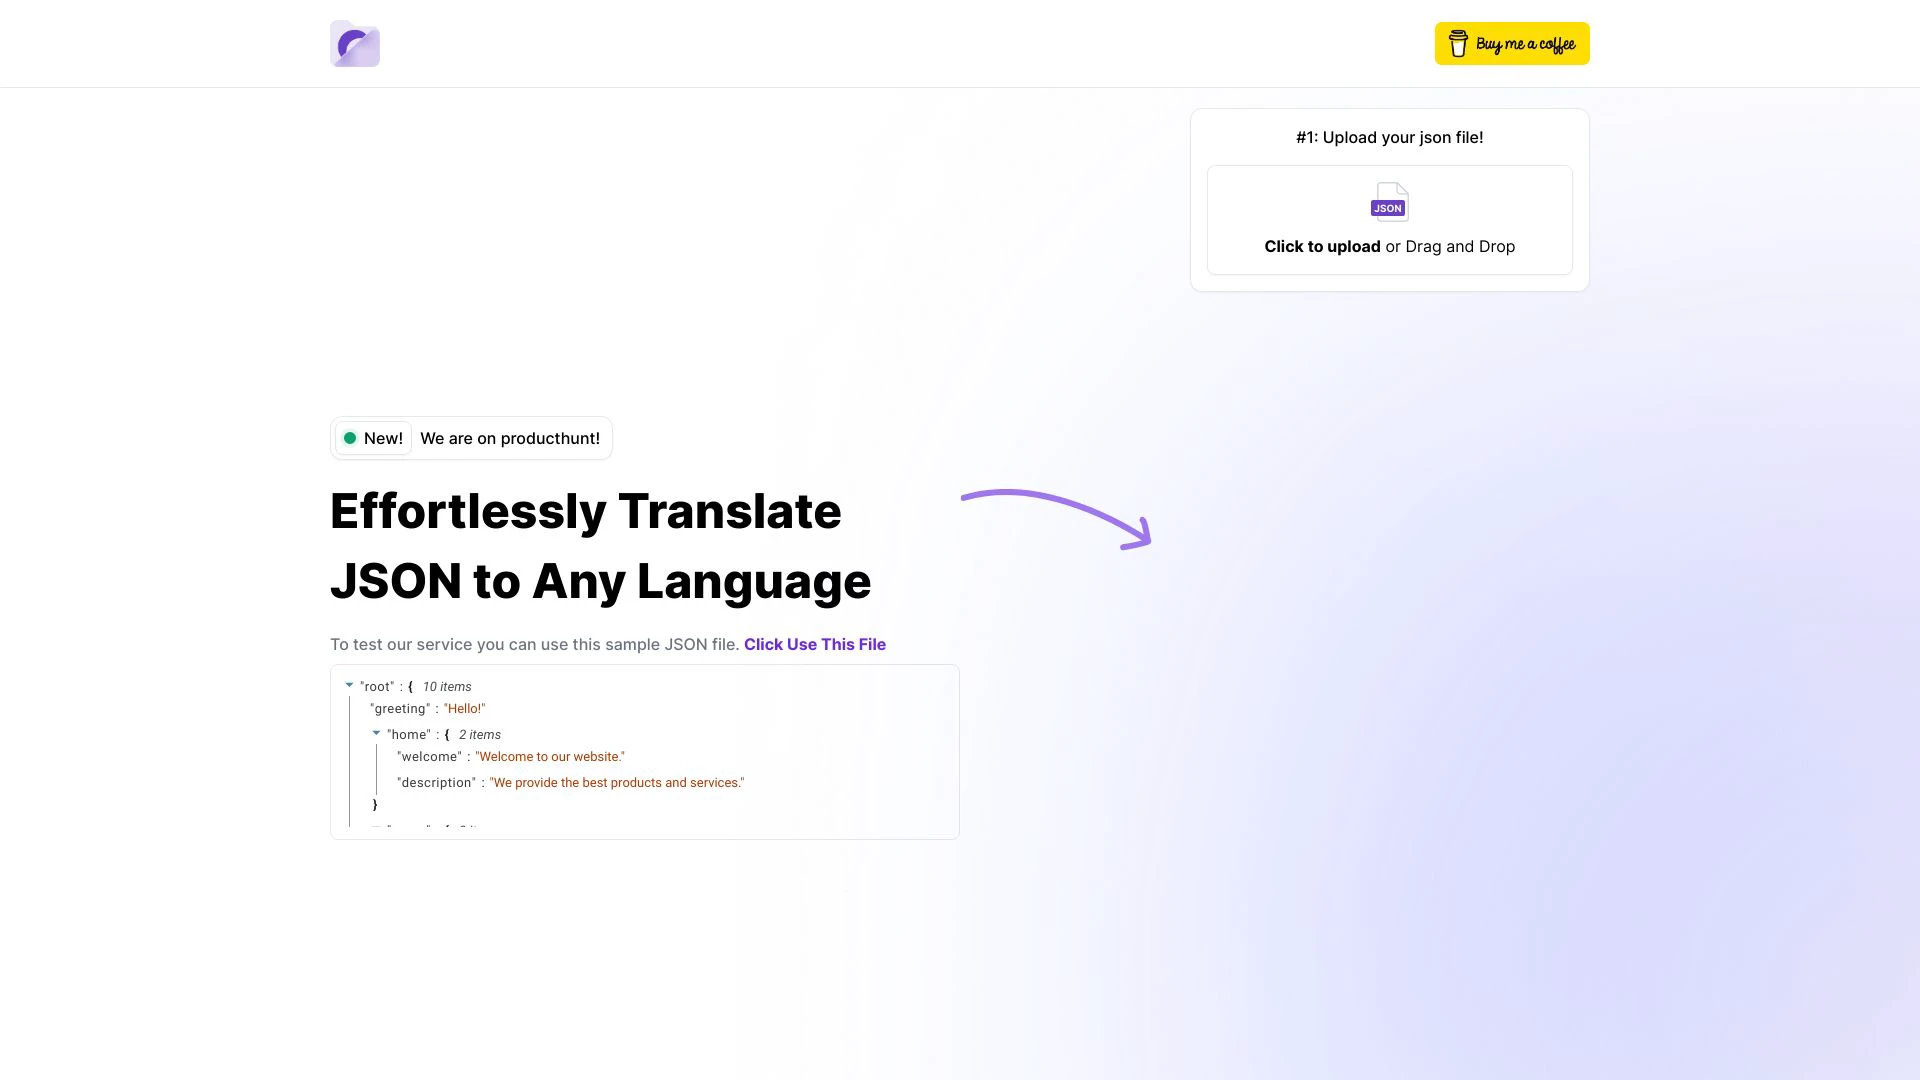 Buy me a coffee
#1: Upload your json file!
JSON
Click to upload or Drag and Drop
New! We are on producthunt!
Effortlessly Translate
JSON to Any Language
To test our service you can use this sample JSON file. Click Use This File
"root" : { 10 items
"greeting" : "Hello!"
"home" : { 2 items
"welcome" : "Welcome to our website."
"description" : "We provide the best products and services."
}